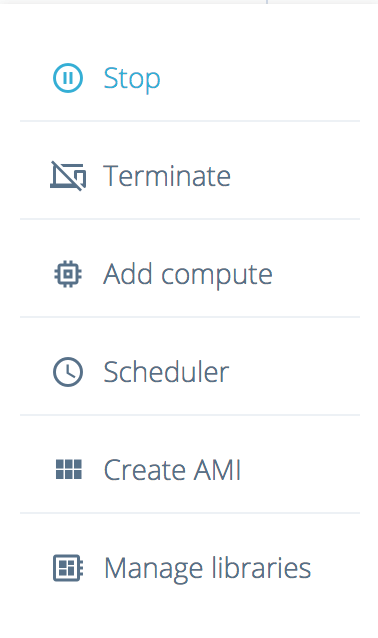 Stop
Terminate
Add compute
Scheduler
Create AMI
Manage libraries